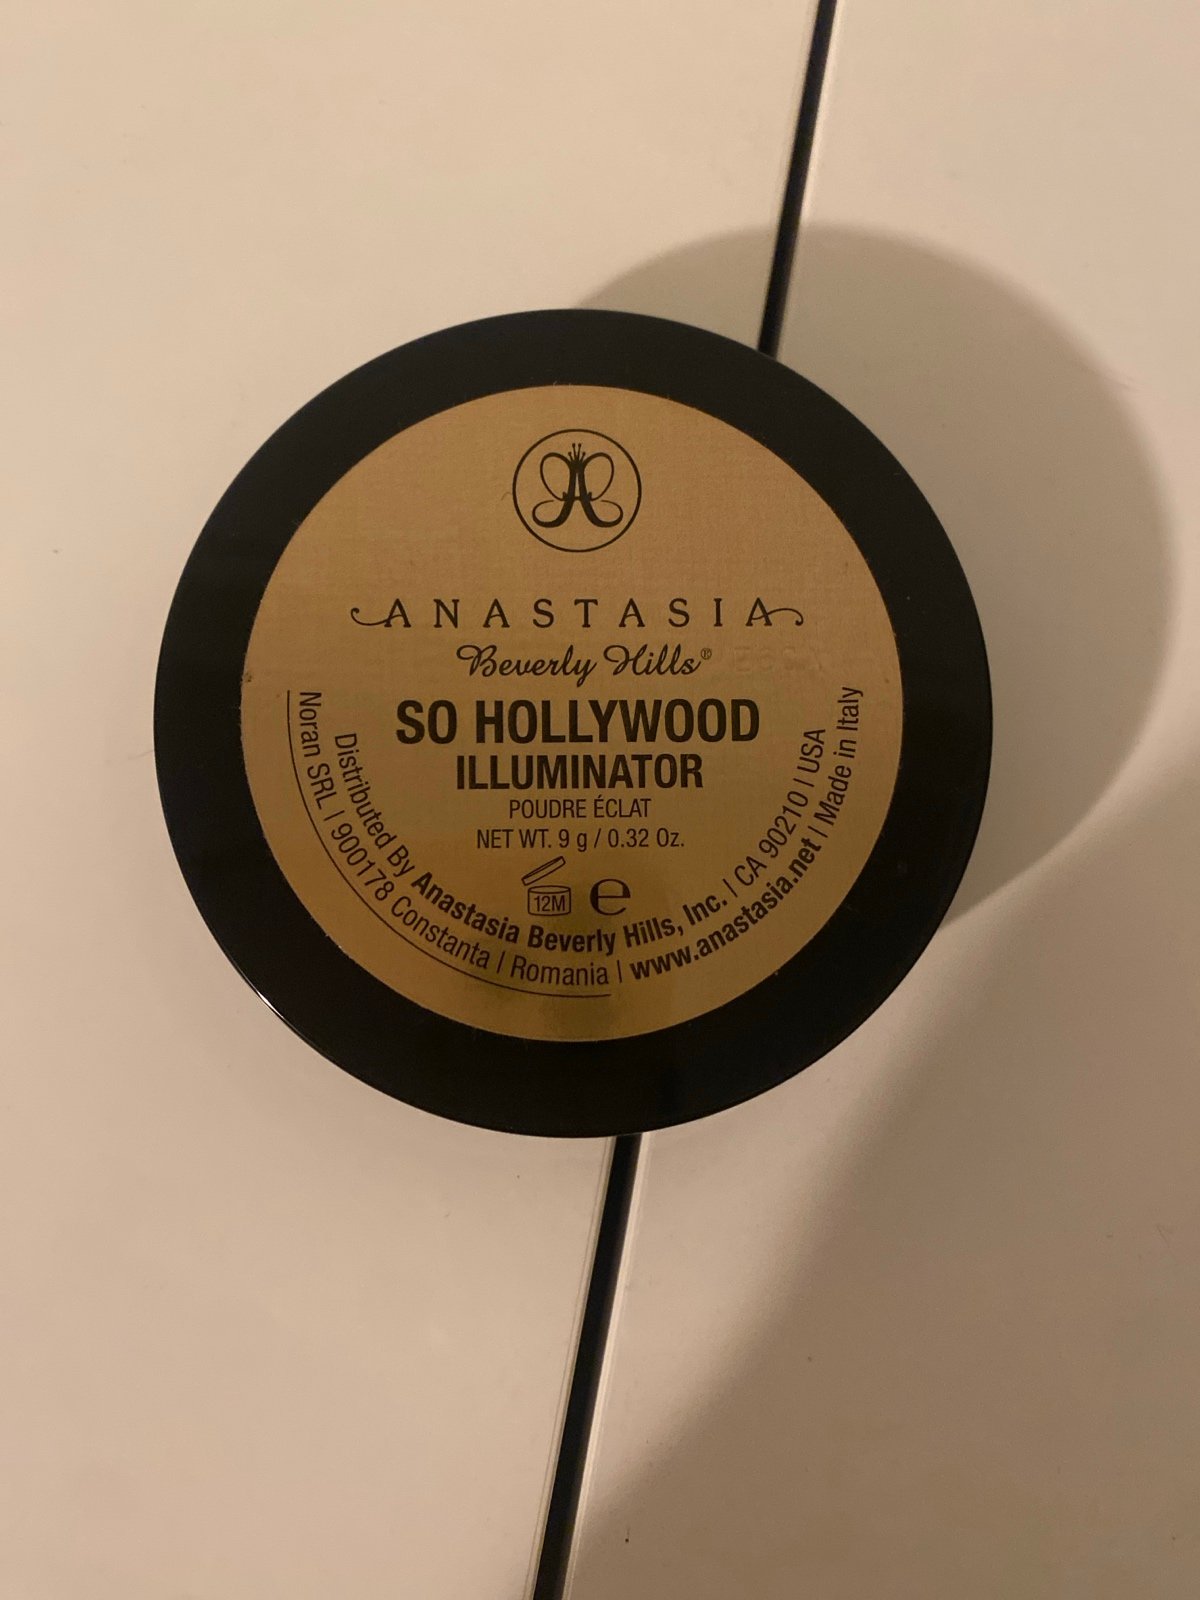 ANASTASIA
Beverly Hills®
SO HOLLYWOOD
ILLUMINATOR
POUDRE ÉCLAT
NET WT. 9 g / 0.32 Oz.
12M e
Distributed By Anastasia Beverly Hills, Inc. | CA 90210 | USA
Noran SRL | 900178 Constanta | Romania | www.anastasia.net | Made in Italy